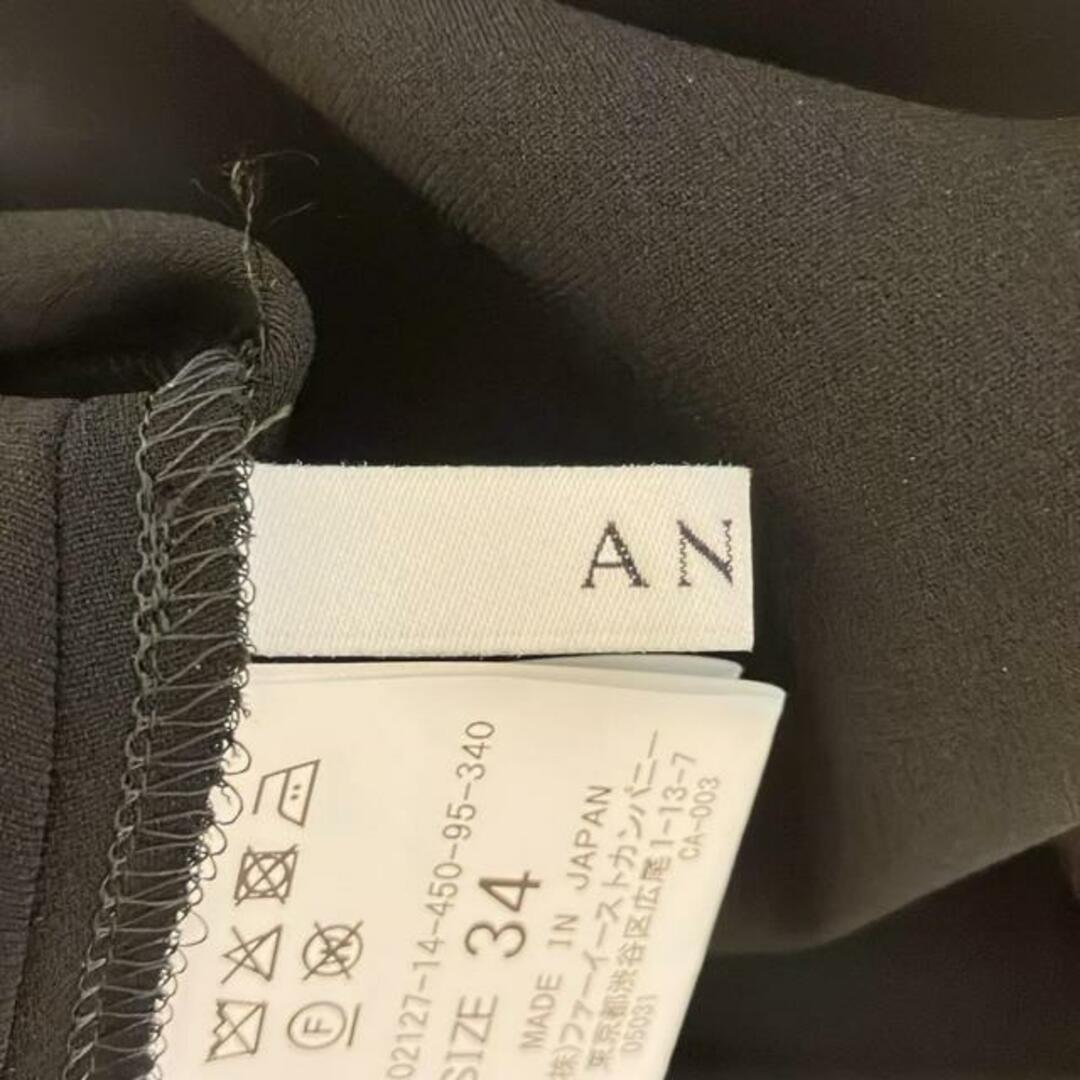 AN
02127-14-450-95-340
SIZE 34
MADE IN JAPAN
(株)ファーイーストカンパニー
東京都渋谷区広尾1-13-7
05031 CA-003
F
W